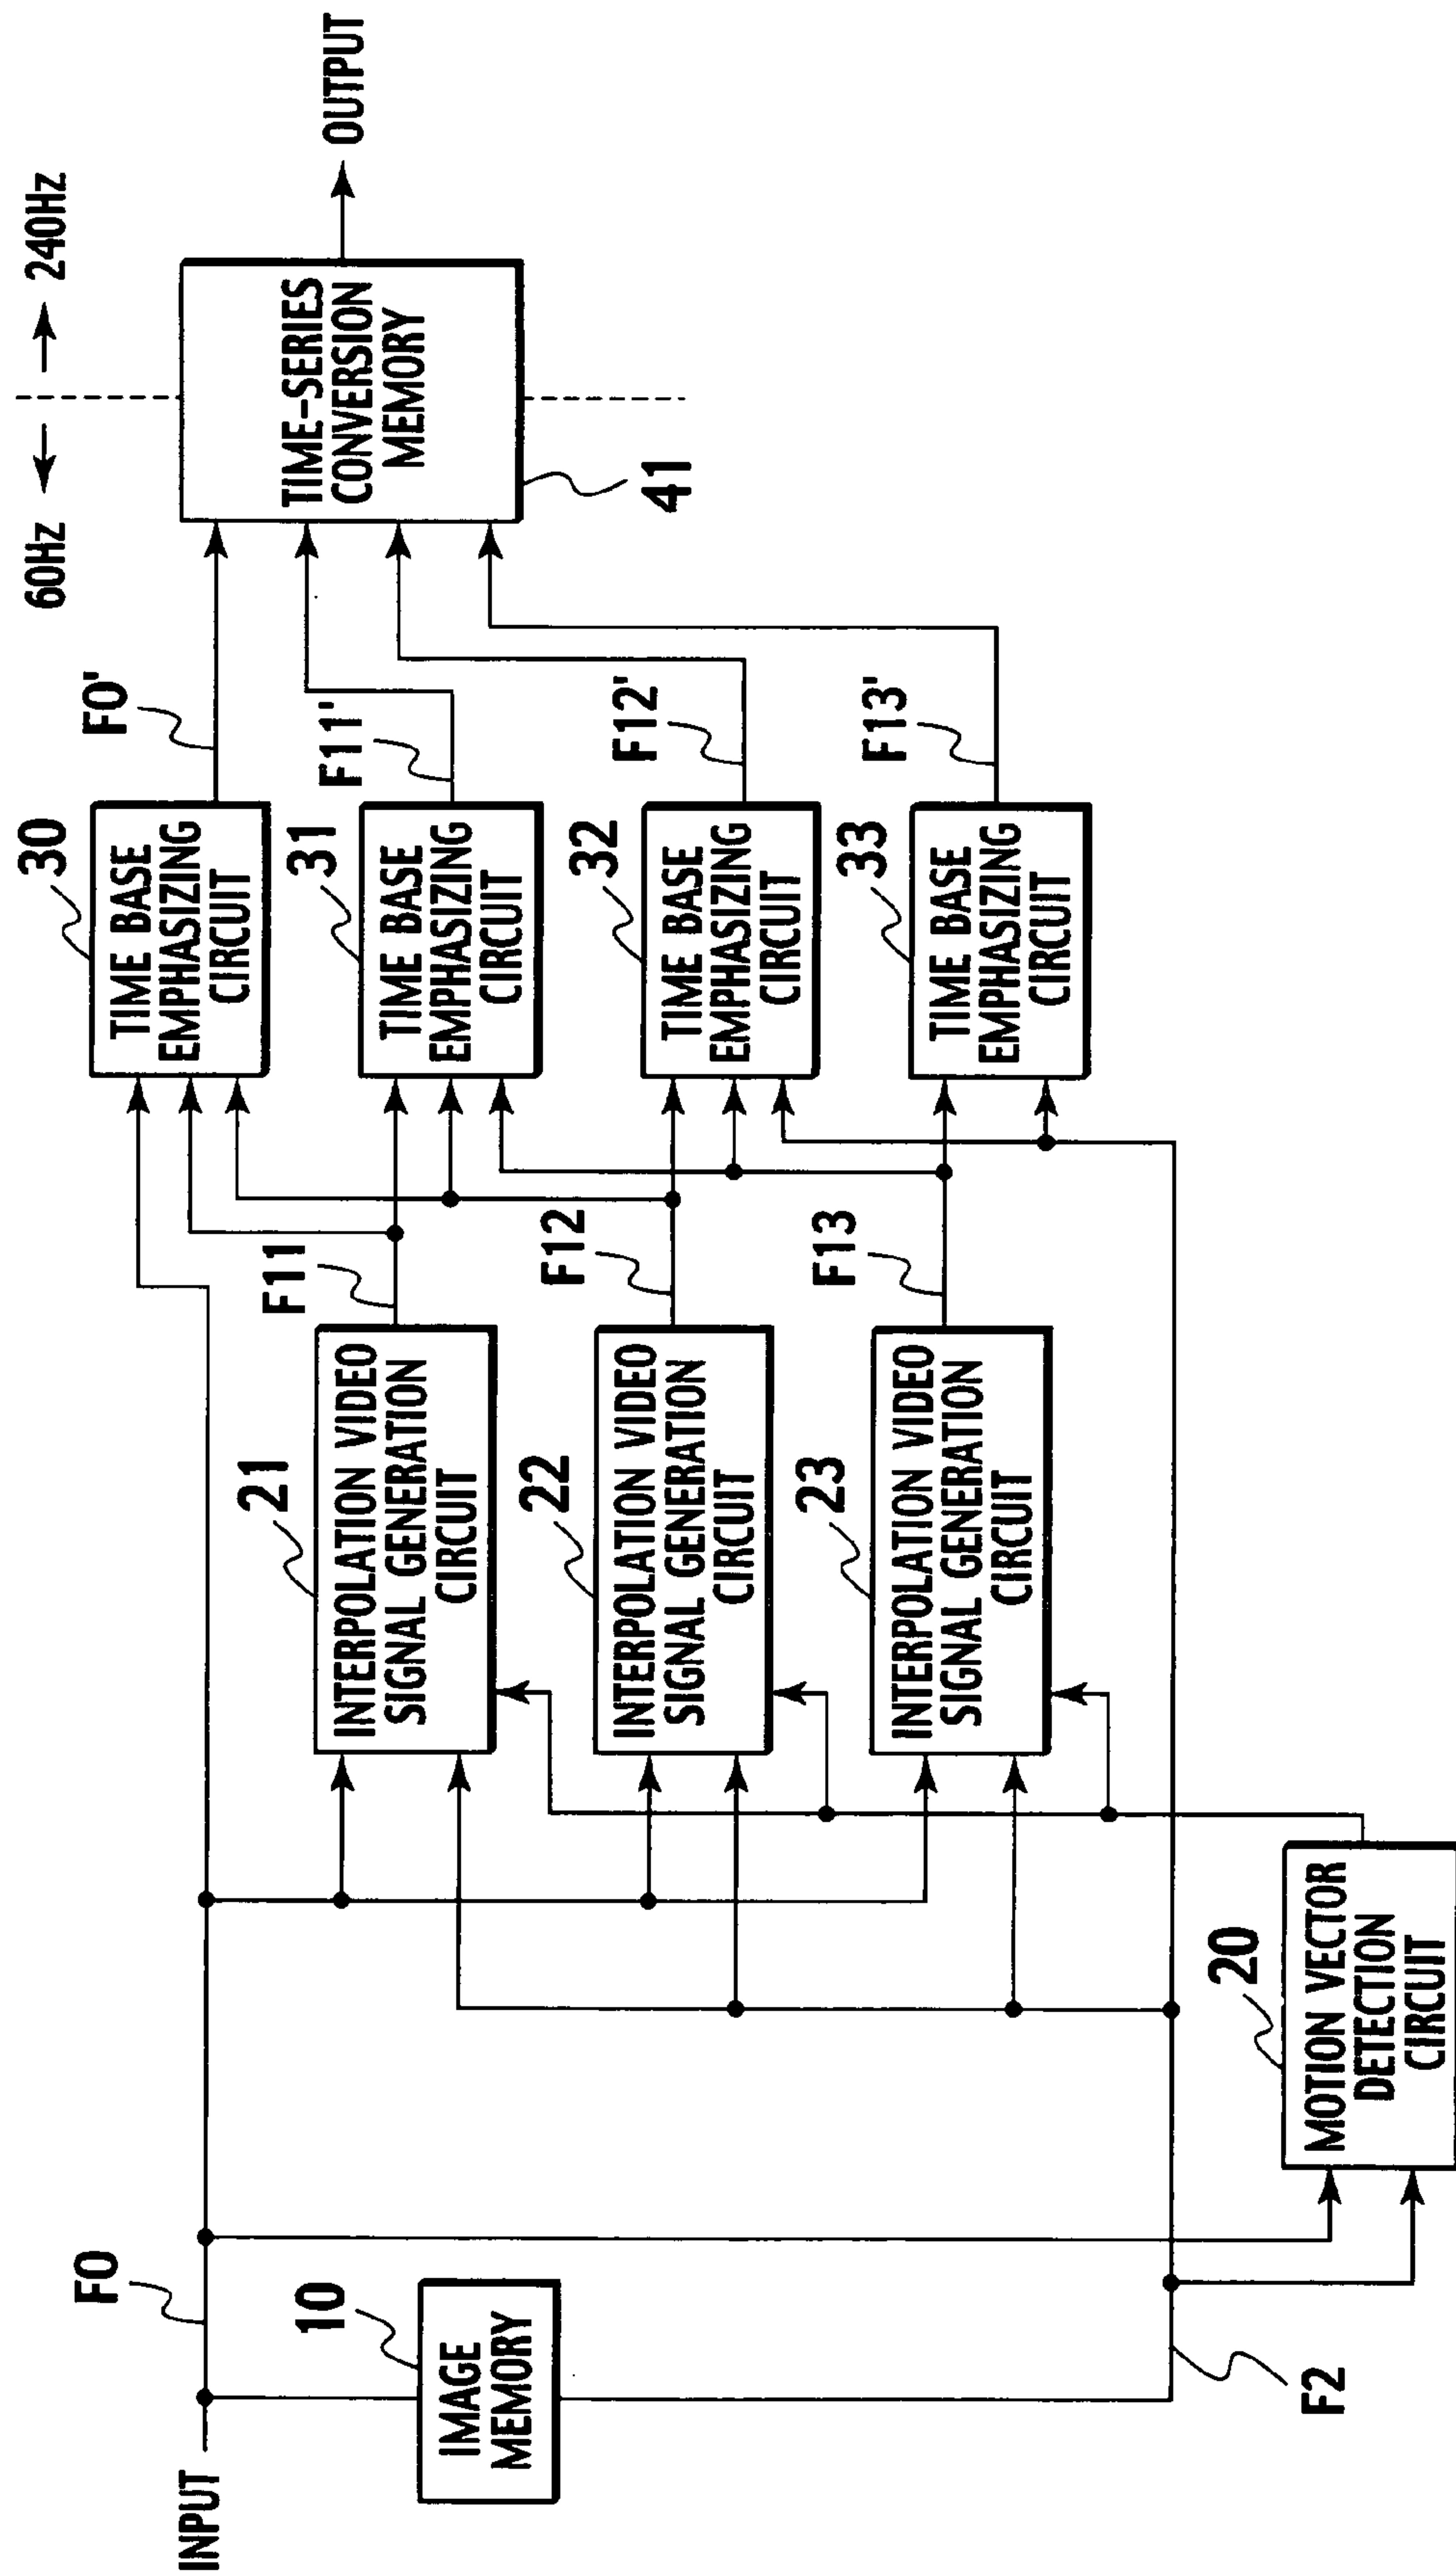 60Hz ← → 240Hz
INPUT
F0
10
IMAGE
MEMORY
F2
20
MOTION VECTOR
DETECTION
CIRCUIT
21
INTERPOLATION VIDEO
SIGNAL GENERATION
CIRCUIT
22
INTERPOLATION VIDEO
SIGNAL GENERATION
CIRCUIT
23
INTERPOLATION VIDEO
SIGNAL GENERATION
CIRCUIT
F11
F12
F13
30
TIME BASE
EMPHASIZING
CIRCUIT
31
TIME BASE
EMPHASIZING
CIRCUIT
32
TIME BASE
EMPHASIZING
CIRCUIT
33
TIME BASE
EMPHASIZING
CIRCUIT
F0'
F11'
F12'
F13'
TIME-SERIES
CONVERSION
MEMORY
41
OUTPUT